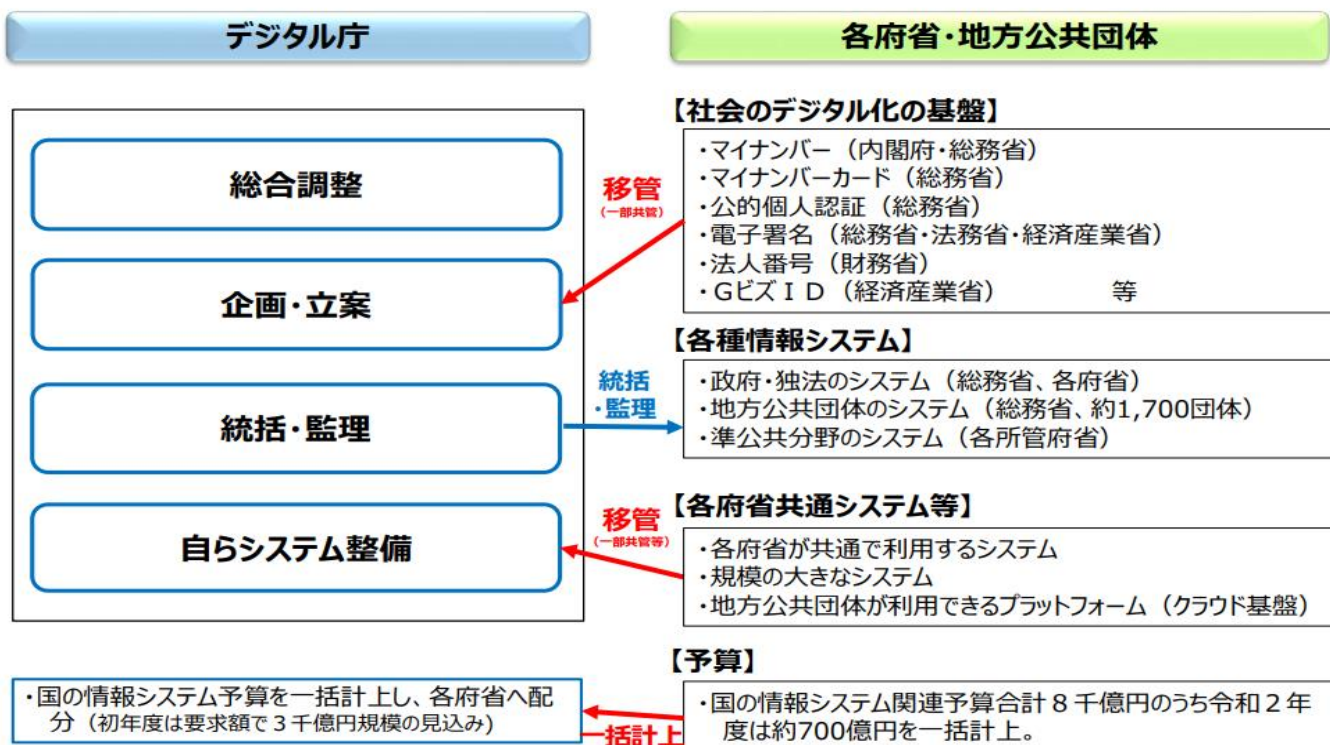 デジタル庁
各府省・地方公共団体
総合調整
企画・立案
統括・監理
自らシステム整備
移管
（一部共管）
統括
・監理
移管
（一部共管等）
【社会のデジタル化の基盤】
・マイナンバー（内閣府・総務省）
・マイナンバーカード（総務省）
・公的個人認証（総務省）
・電子署名（総務省・法務省・経済産業省）
・法人番号（財務省）
・GビズＩＤ（経済産業省）　　　　等
【各種情報システム】
・政府・独法のシステム（総務省、各府省）
・地方公共団体のシステム（総務省、約1,700団体）
・準公共分野のシステム（各所管府省）
【各府省共通システム等】
・各府省が共通で利用するシステム
・規模の大きなシステム
・地方公共団体が利用できるプラットフォーム（クラウド基盤）
・国の情報システム予算を一括計上し、各府省へ配
分（初年度は要求額で３千億円規模の見込み）
一括計上
【予算】
・国の情報システム関連予算合計８千億円のうち令和２年
度は約700億円を一括計上。